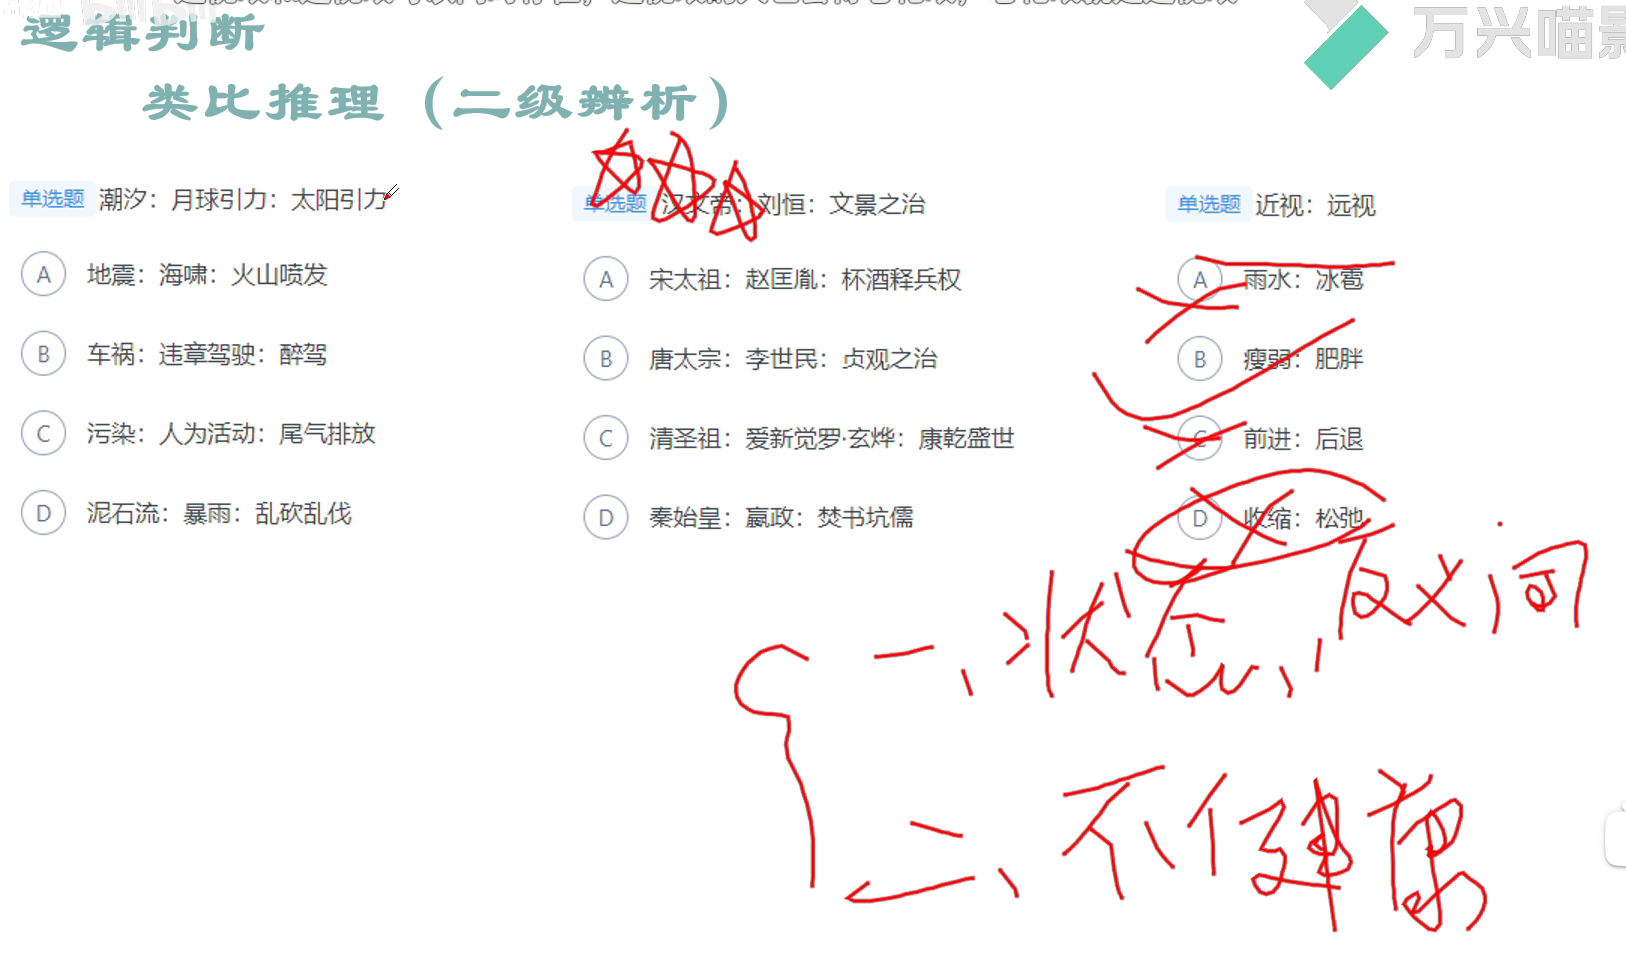 逻辑判断
万兴喵影
类比推理（二级辨析）
单选题 潮汐：月球引力：太阳引力
A 地震：海啸：火山喷发
B 车祸：违章驾驶：醉驾
C 污染：人为活动：尾气排放
D 泥石流：暴雨：乱砍乱伐
单选题 汉文帝：刘恒：文景之治
A 宋太祖：赵匡胤：杯酒释兵权
B 唐太宗：李世民：贞观之治
C 清圣祖：爱新觉罗·玄烨：康乾盛世
D 秦始皇：嬴政：焚书坑儒
单选题 近视：远视
A 雨水：冰雹
B 瘦弱：肥胖
C 前进：后退
D 收缩：松弛
一、状态、反义词
二、不健康